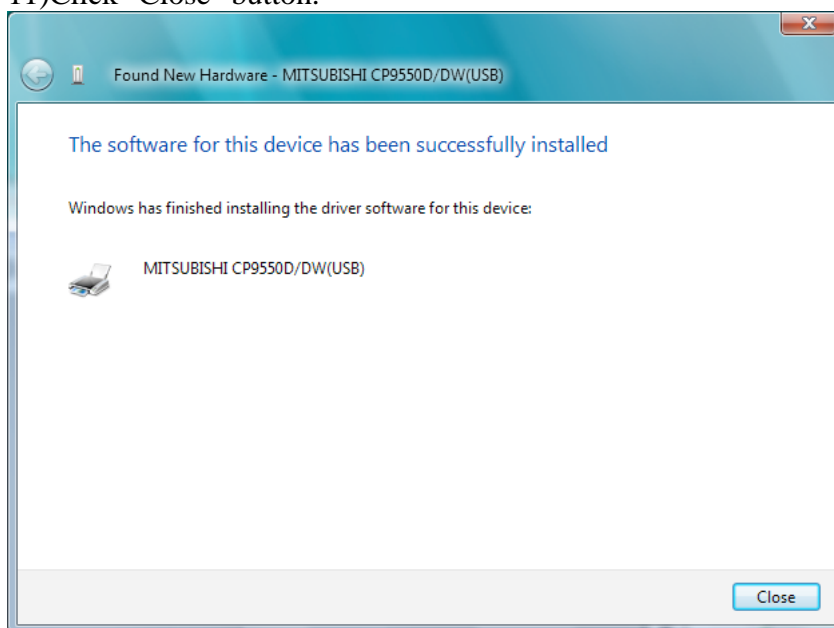 11)Click "Close" button.
Found New Hardware - MITSUBISHI CP9550D/DW(USB)
The software for this device has been successfully installed
Windows has finished installing the driver software for this device:
MITSUBISHI CP9550D/DW(USB)
Close